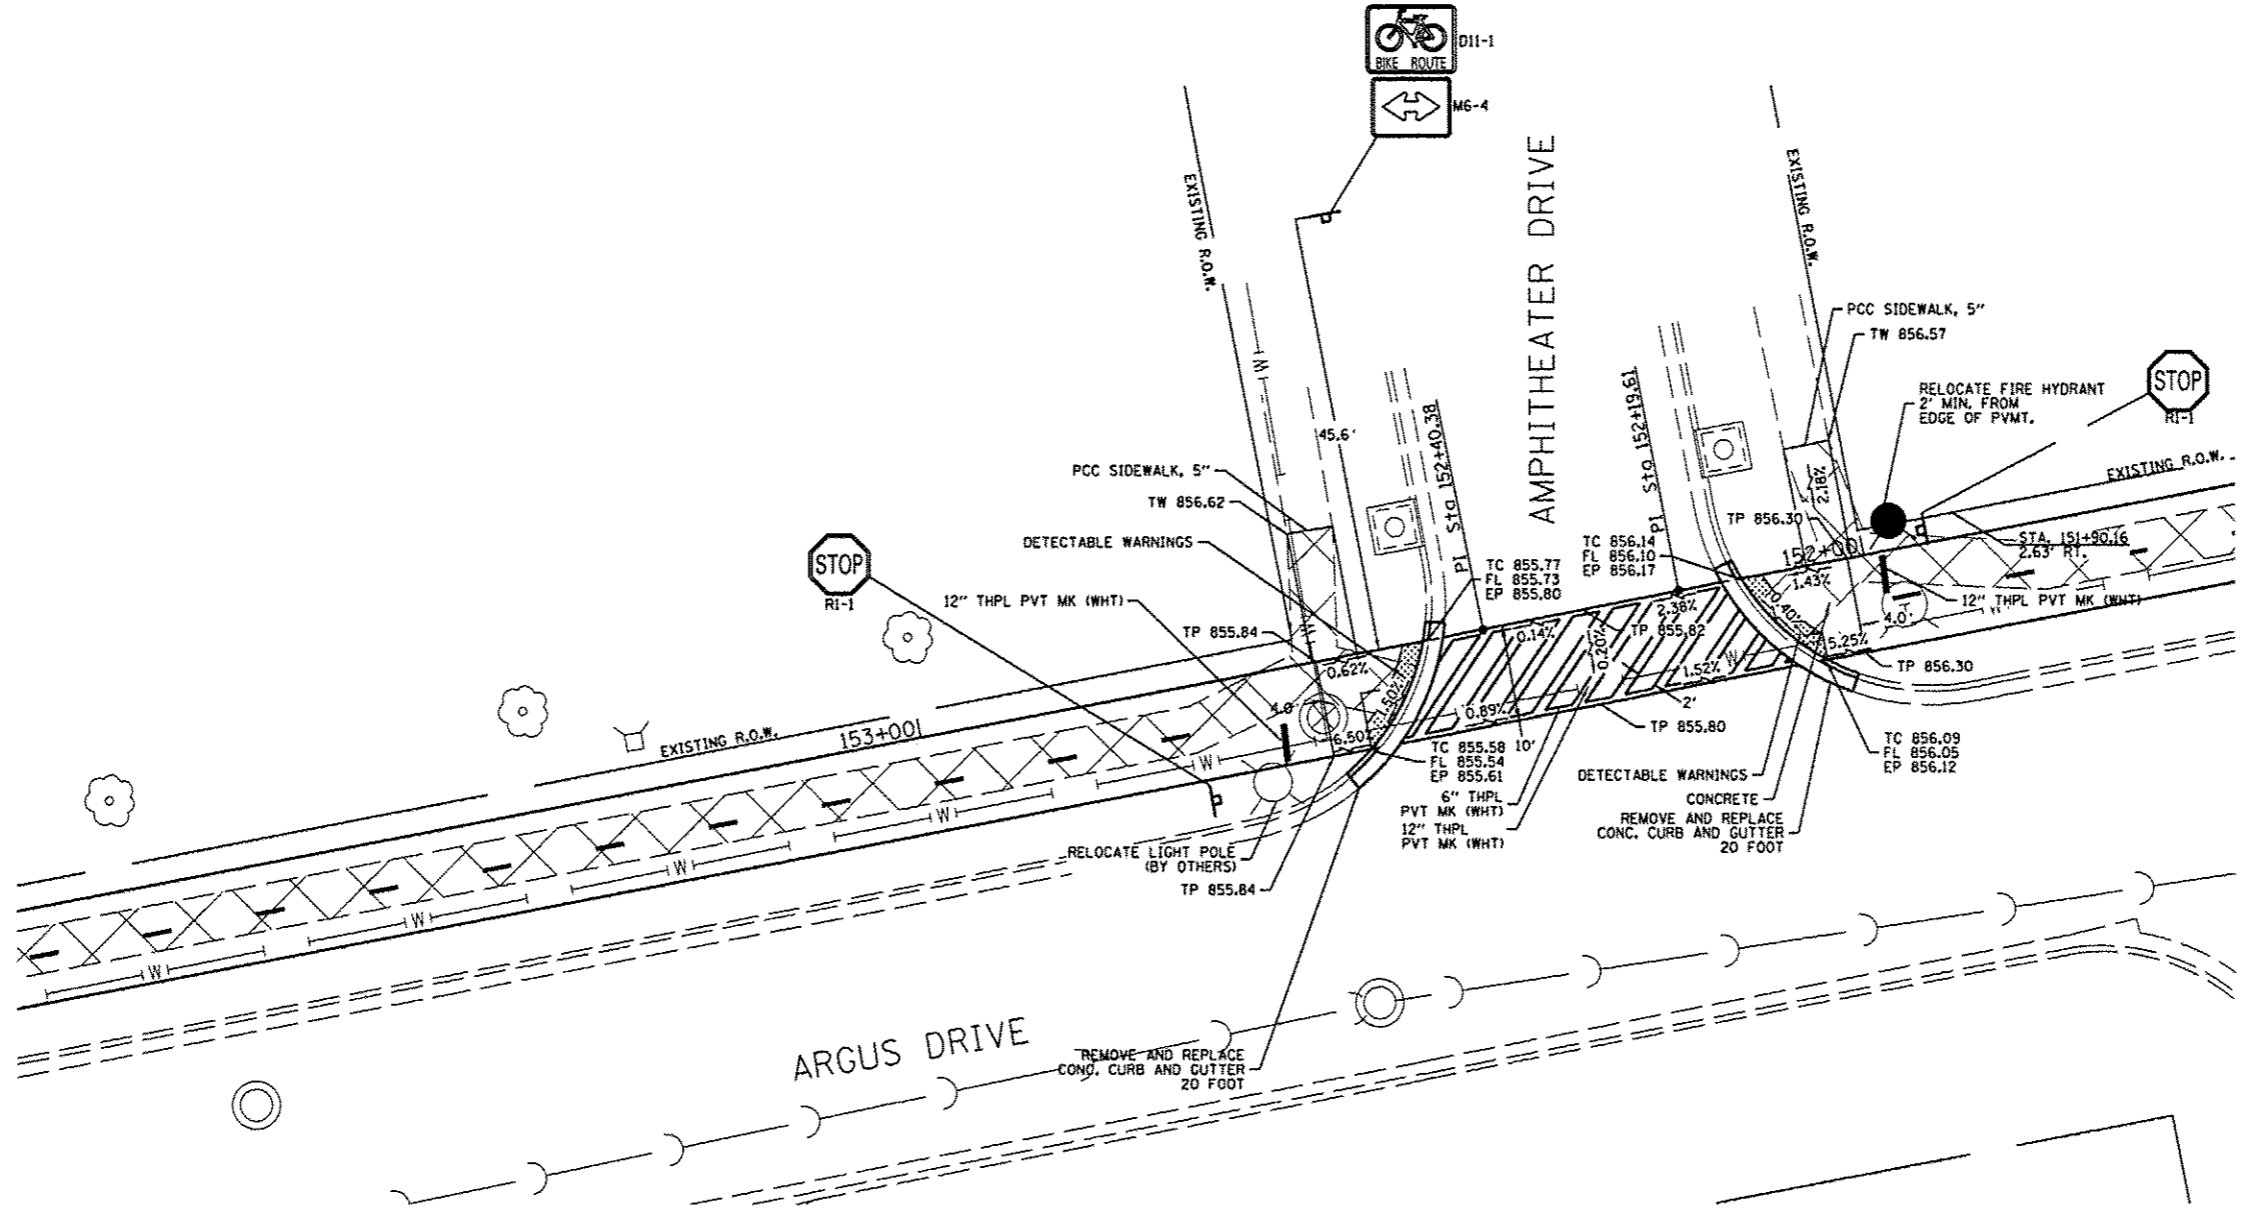 BIKE ROUTE
D11-1
M6-4
AMPHITHEATER DRIVE
EXISTING R.O.W.
EXISTING R.O.W.
PCC SIDEWALK, 5"
TW 856.57
STOP
R1-1
RELOCATE FIRE HYDRANT
2' MIN. FROM
EDGE OF PVMT.
EXISTING R.O.W.
W
45.6'
PI Sta 152+40.38
PI Sta 152+19.61
PCC SIDEWALK, 5"
TW 856.62
DETECTABLE WARNINGS
STOP
R1-1
12" THPL PVT MK (WHT)
TP 855.84
TC 855.77
FL 855.73
EP 855.80
TC 856.14
FL 856.10
EP 856.17
2.18%
TP 856.30
152+00
1.43%
STA. 151+90.16
2.63' RT.
12" THPL PVT MK (WHT)
4.0'
5.25%
TP 856.30
0.62%
1.50%
4.0'
6.50%
0.14%
0.20%
2.38%
TP 855.82
1.52%
W
0.89%
2'
10'
TP 855.80
TC 855.58
FL 855.54
EP 855.61
6" THPL
PVT MK (WHT)
12" THPL
PVT MK (WHT)
DETECTABLE WARNINGS
CONCRETE
REMOVE AND REPLACE
CONC. CURB AND GUTTER
20 FOOT
TC 856.09
FL 856.05
EP 856.12
EXISTING R.O.W.
153+00
W
W
W
W
W
RELOCATE LIGHT POLE
(BY OTHERS)
TP 855.84
ARGUS DRIVE
REMOVE AND REPLACE
CONC. CURB AND GUTTER
20 FOOT